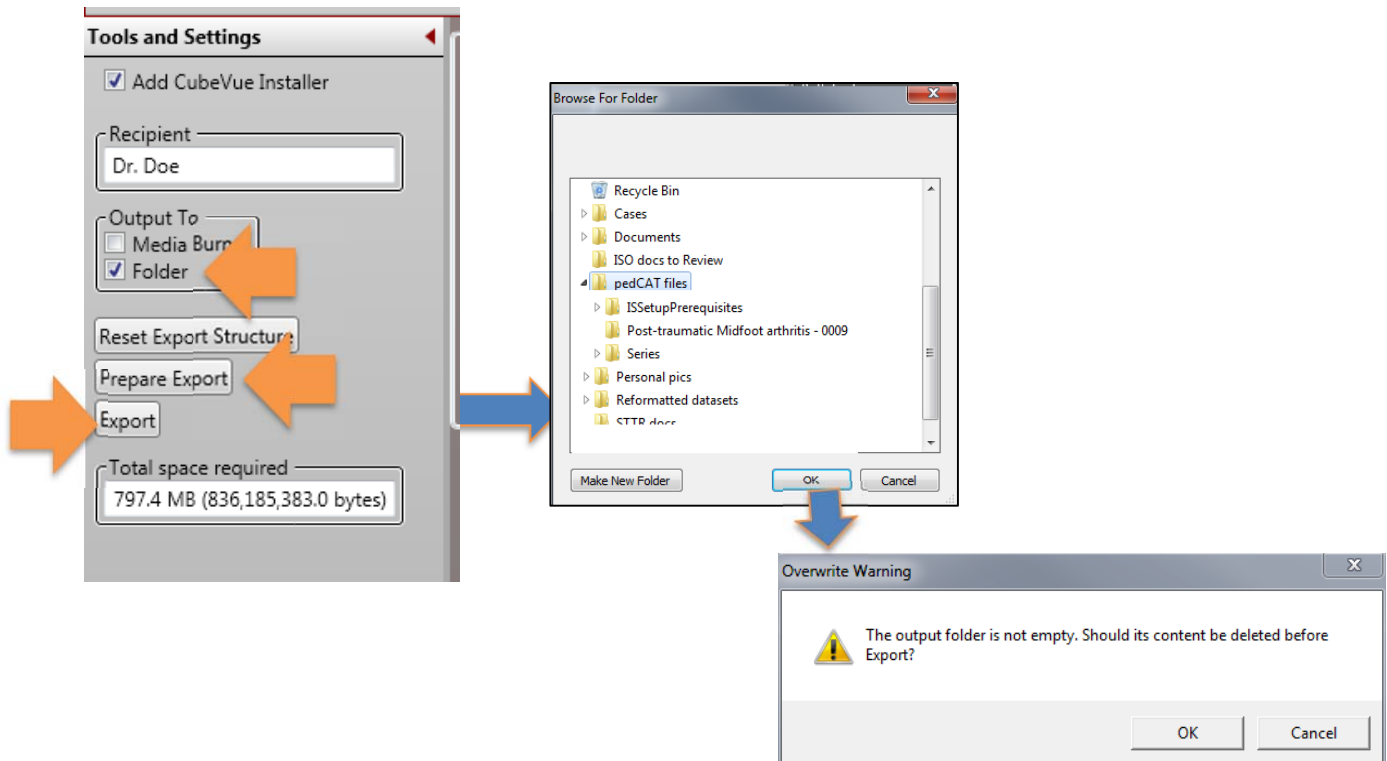 Tools and Settings
Add CubeVue Installer
Recipient
Dr. Doe
Output To
Media Burn
Folder
Reset Export Structure
Prepare Export
Export
Total space required
797.4 MB (836,185,383.0 bytes)
Browse For Folder
Recycle Bin
Cases
Documents
ISO docs to Review
pedCAT files
ISSetupPrerequisites
Post-traumatic Midfoot arthritis - 0009
Series
Personal pics
Reformatted datasets
STTR docs
Make New Folder
OK
Cancel
Overwrite Warning
The output folder is not empty. Should its content be deleted before
Export?
OK
Cancel